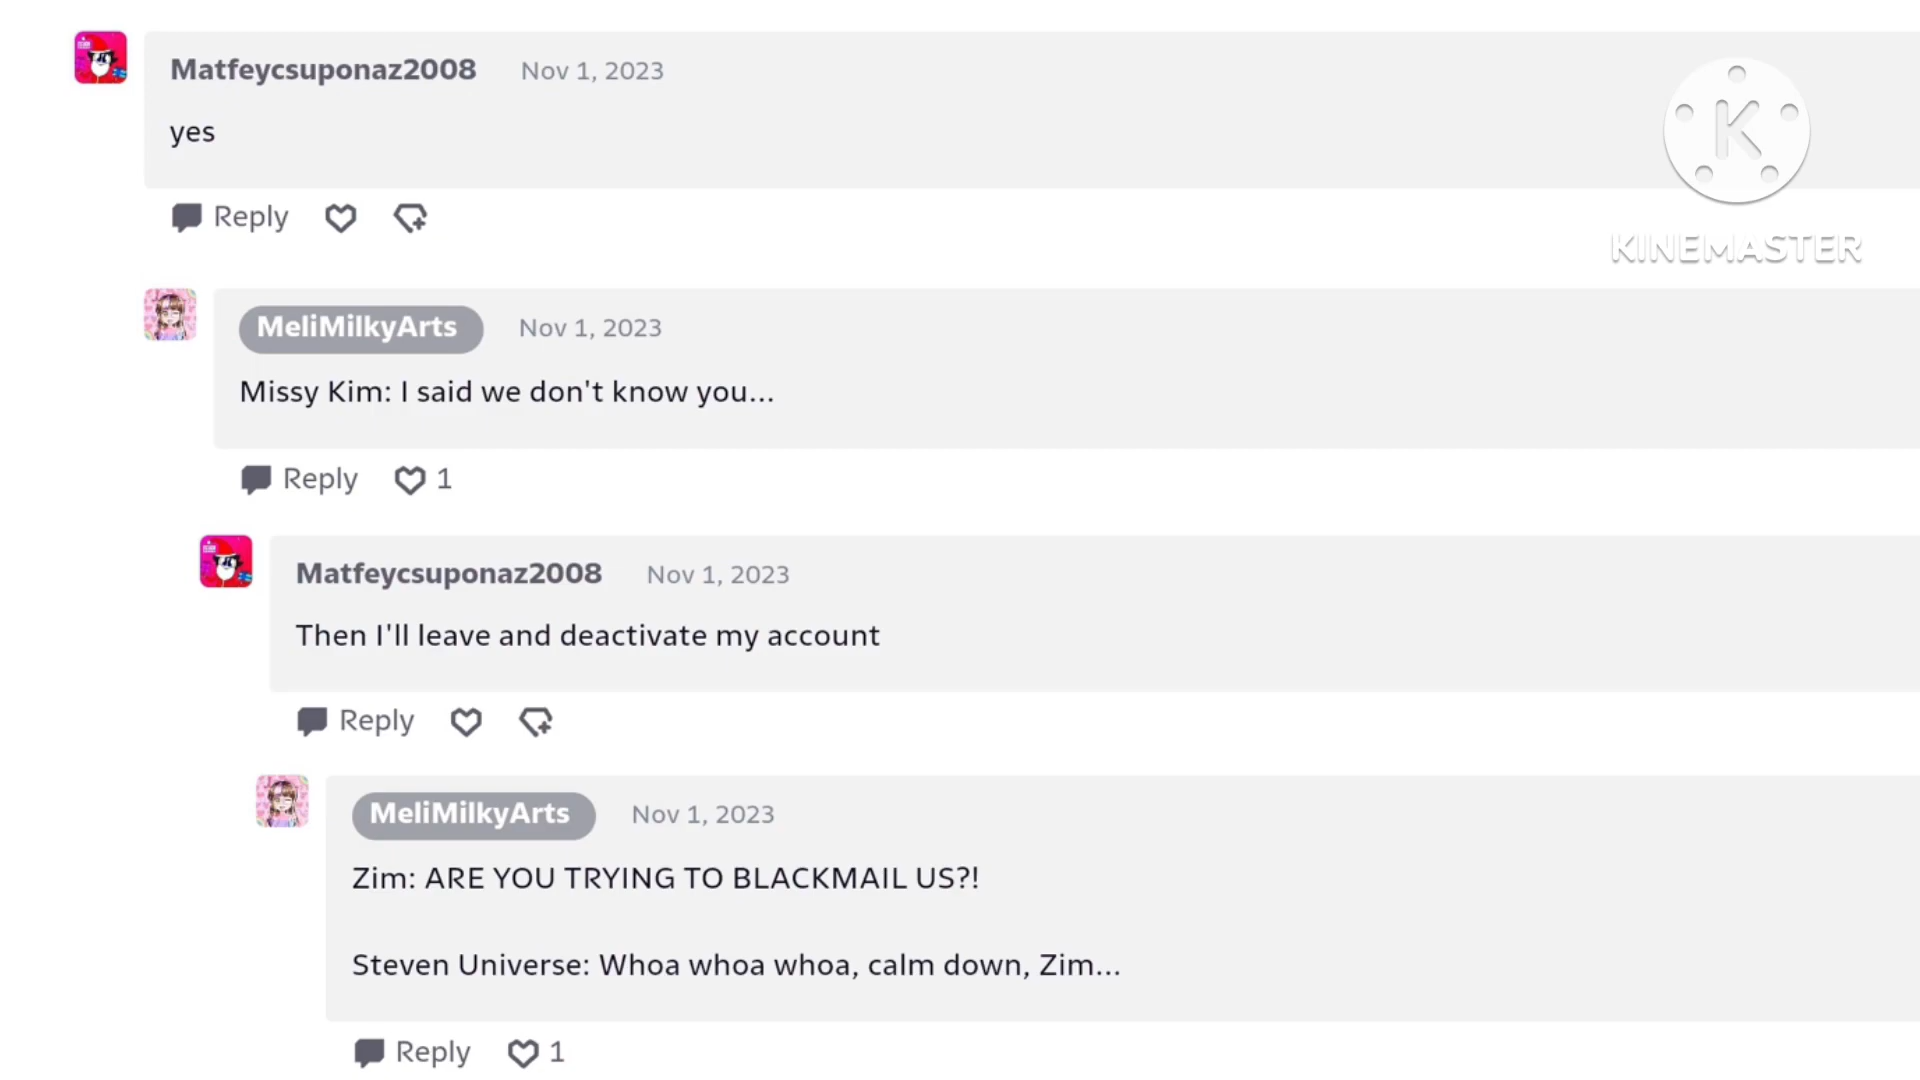 Matfeycsuponaz2008 Nov 1, 2023
yes
Reply
K
KINEMASTER
MeliMilkyArts Nov 1, 2023
Missy Kim: I said we don't know you...
Reply 1
Matfeycsuponaz2008 Nov 1, 2023
Then I'll leave and deactivate my account
Reply
MeliMilkyArts Nov 1, 2023
Zim: ARE YOU TRYING TO BLACKMAIL US?!
Steven Universe: Whoa whoa whoa, calm down, Zim...
Reply 1